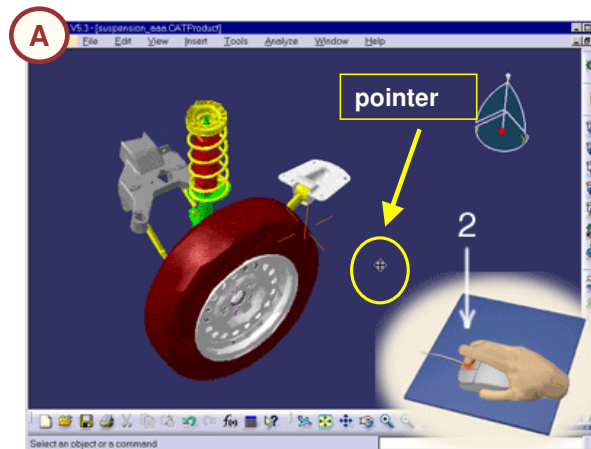 A
V5.3 - [suspension_aaa.CATProduct]
File Edit View Insert Tools Analyze Window Help
pointer
2
f(x)
Select an object or a command